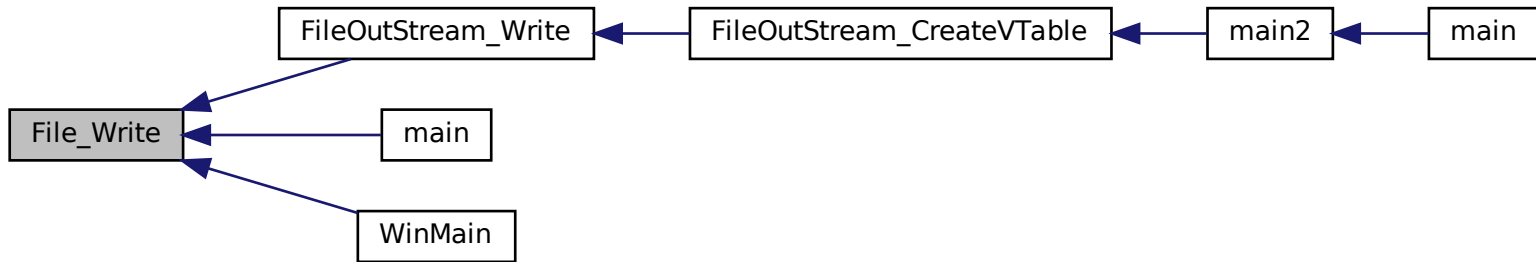 FileOutStream_Write
FileOutStream_CreateVTable
main2
main
File_Write
main
WinMain